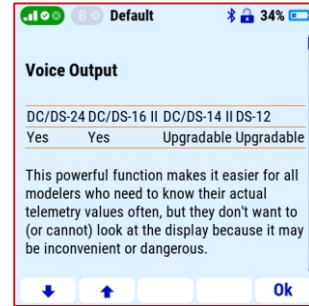 B Default 34%
Voice Output
DC/DS-24 DC/DS-16 II DC/DS-14 II DS-12
Yes Yes Upgradable Upgradable
This powerful function makes it easier for all
modelers who need to know their actual
telemetry values often, but they don't want to
(or cannot) look at the display because it may
be inconvenient or dangerous.
Ok